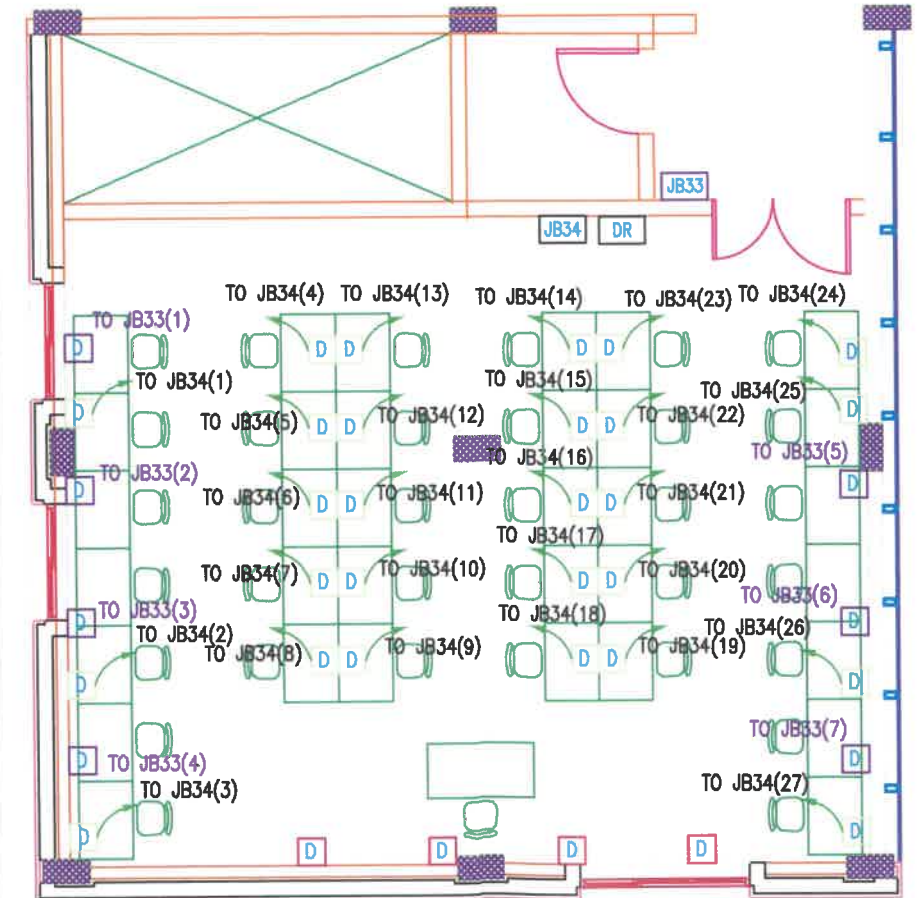 JB33
JB34 DR
TO JB34(4) TO JB34(13) TO JB34(14) TO JB34(23) TO JB34(24)
TO JB33(1)
D D D D D D
TO JB34(1) TO JB34(15) TO JB34(25)
D D D D D D
TO JB34(5) TO JB34(12) TO JB34(22)
TO JB33(2) TO JB34(16) TO JB33(5)
D D
TO JB34(6) TO JB34(11) TO JB34(21)
D D D D
TO JB34(17)
TO JB34(7) TO JB34(10) TO JB34(20)
D D D D
TO JB33(3) TO JB34(18) TO JB33(6)
D D
TO JB34(2) TO JB34(26)
TO JB34(8) TO JB34(9) TO JB34(19)
D D D D
D D
TO JB33(7)
D TO JB33(4) D
TO JB34(3) TO JB34(27)
D D
D D D D